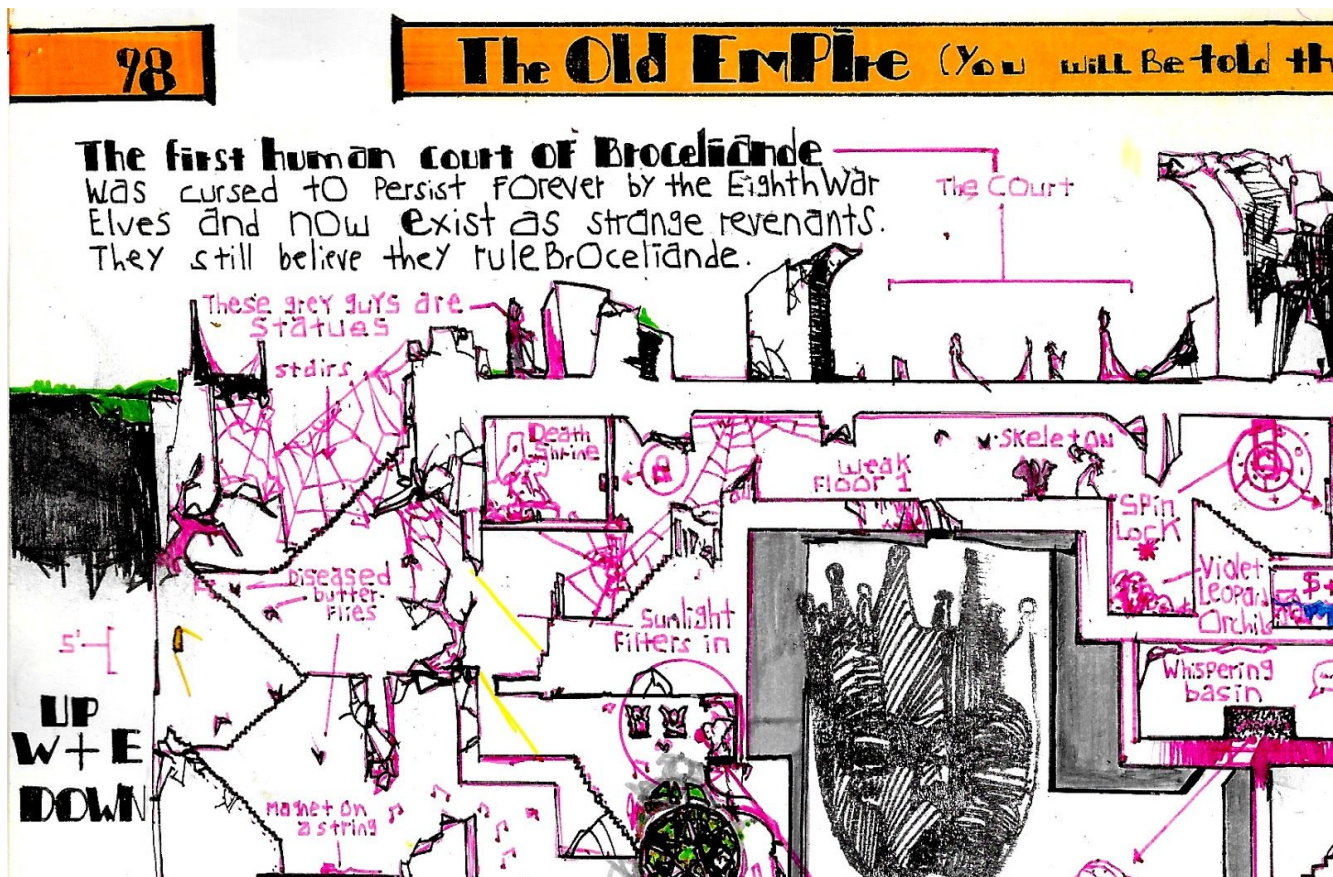 98
The Old EmPIre (You will Be told th
The first human court OF Broceliande
was cursed to Persist Forever by the Eighth War
Elves and now exist as strange revenants.
They still believe they rule BrOceliande.
The Court
These grey guys are
Statues
stairs
Death
Shrine
Weak
Floor 1
Skeleton
Spin
Lock
Violet
Leopard
Orchids
$+
Diseased
butter-
flies
Sunlight
Filters in
Whispering
basin
5'
UP
W+E
DOWN
Magnet on
a string